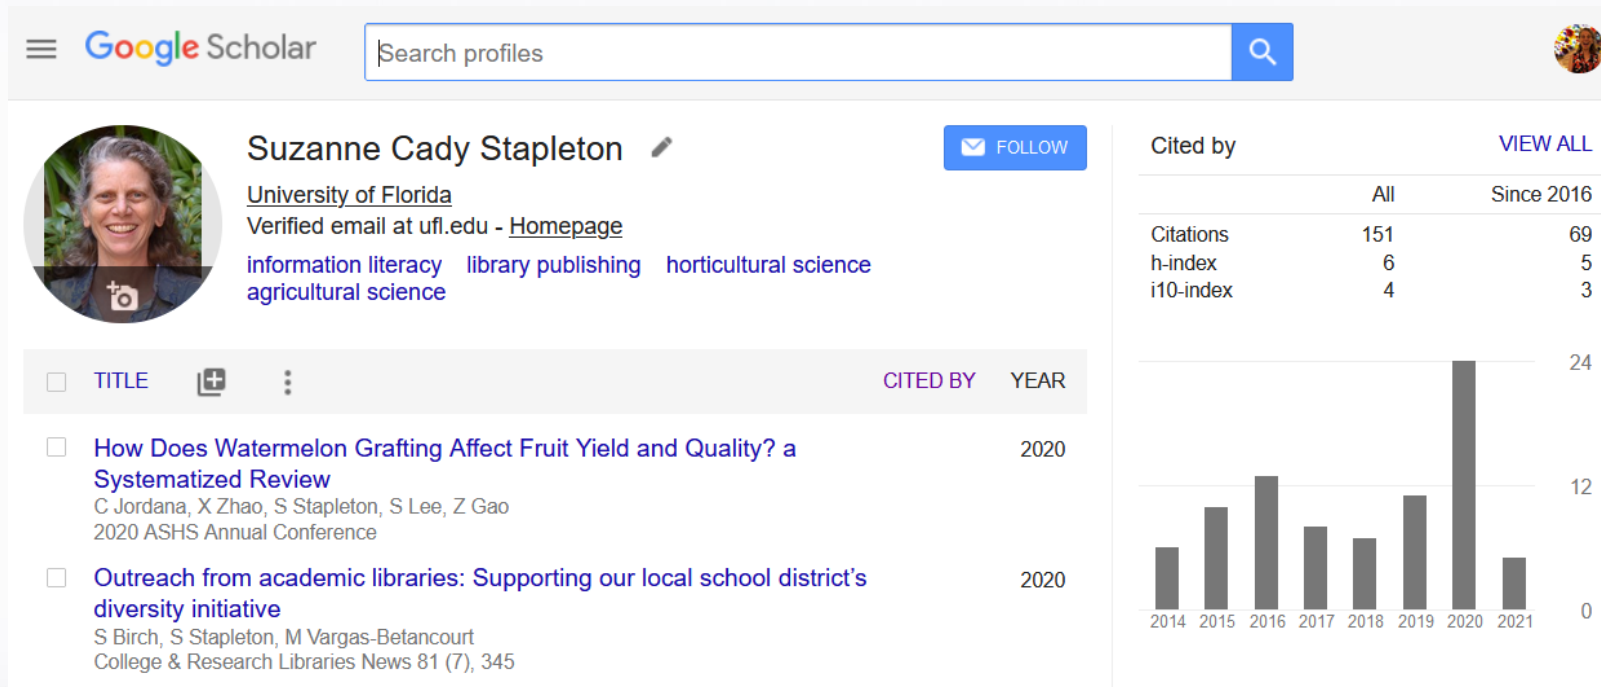 Google Scholar
Search profiles
Suzanne Cady Stapleton
FOLLOW
University of Florida
Verified email at ufl.edu - Homepage
information literacy library publishing horticultural science
agricultural science
TITLE CITED BY YEAR
How Does Watermelon Grafting Affect Fruit Yield and Quality? a 2020
Systematized Review
C Jordana, X Zhao, S Stapleton, S Lee, Z Gao
2020 ASHS Annual Conference
Outreach from academic libraries: Supporting our local school district’s 2020
diversity initiative
S Birch, S Stapleton, M Vargas-Betancourt
College & Research Libraries News 81 (7), 345
Cited by VIEW ALL
All Since 2016
Citations 151 69
h-index 6 5
i10-index 4 3
24
12
0
2014 2015 2016 2017 2018 2019 2020 2021